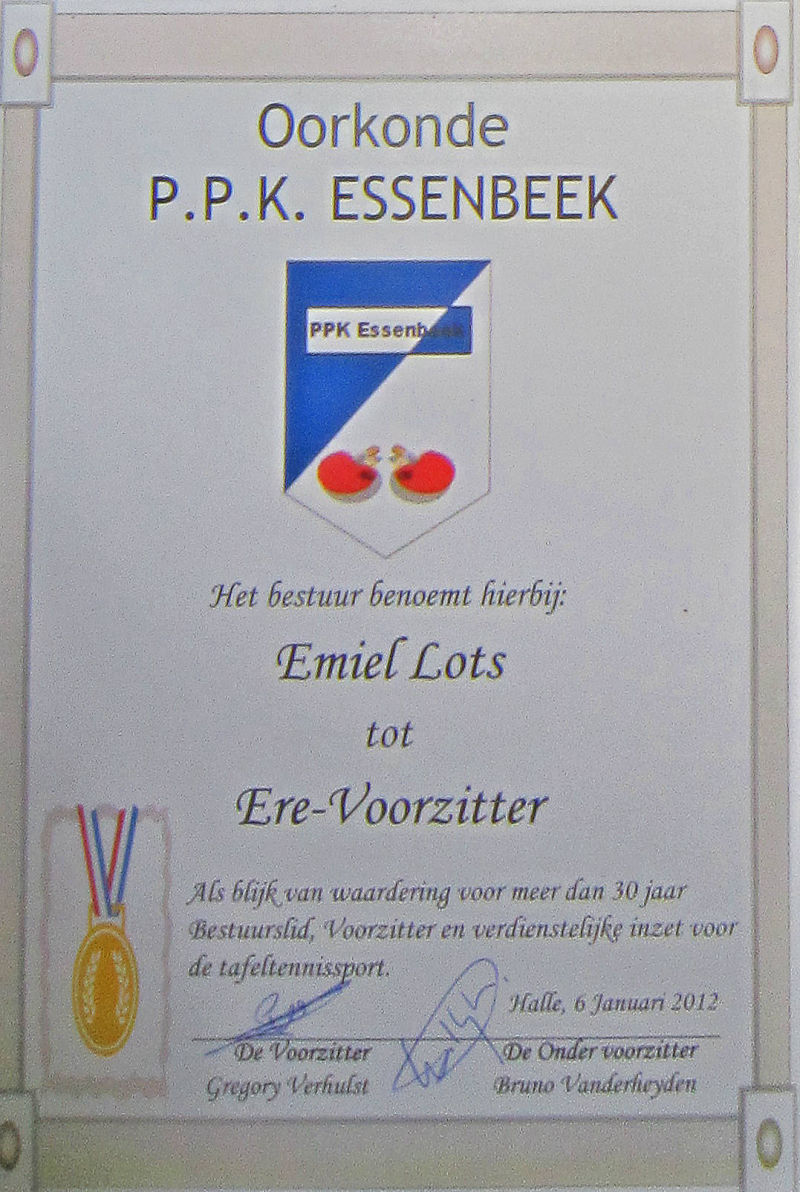 Oorkonde
P.P.K. ESSENBEEK
PPK Essenbeek
Het bestuur benoemt hierbij:
Emiel Lots
tot
Ere-Voorzitter
Als blijk van waardering voor meer dan 30 jaar
Bestuurslid, Voorzitter en verdienstelijke inzet voor
de tafeltennissport.
Halle, 6 Januari 2012
De Voorzitter De Onder voorzitter
Gregory Verhulst Bruno Vanderheyden